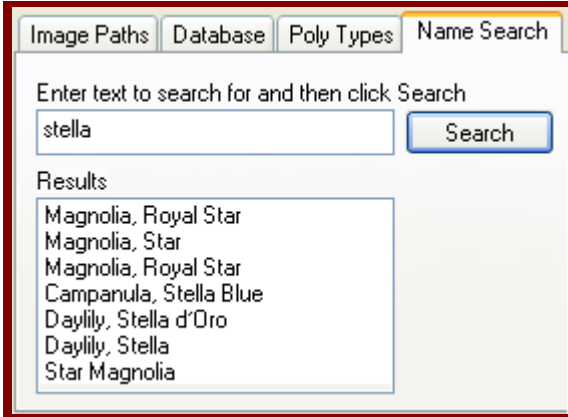 Image Paths Database Poly Types Name Search
Enter text to search for and then click Search
stella Search
Results
Magnolia, Royal Star
Magnolia, Star
Magnolia, Royal Star
Campanula, Stella Blue
Daylily, Stella d'Oro
Daylily, Stella
Star Magnolia